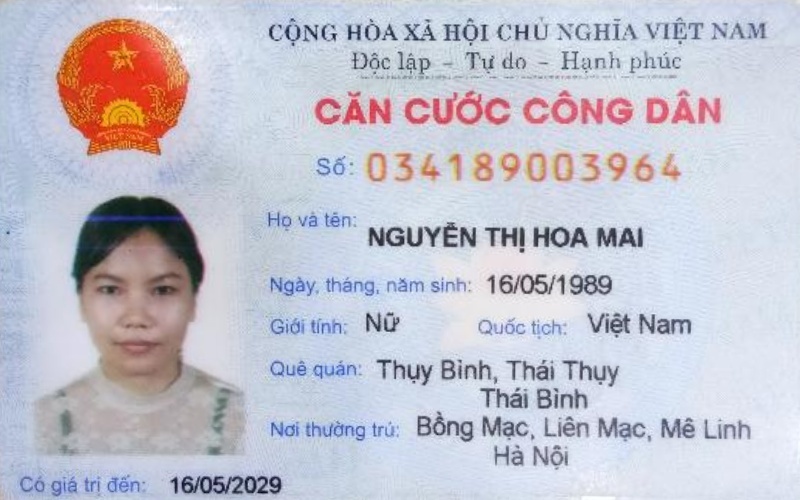 CỘNG HÒA XÃ HỘI CHỦ NGHĨA VIỆT NAM
Độc lập - Tự do - Hạnh phúc
CĂN CƯỚC CÔNG DÂN
Số: 034189003964
Họ và tên: NGUYỄN THỊ HOA MAI
Ngày, tháng, năm sinh: 16/05/1989
Giới tính: Nữ Quốc tịch: Việt Nam
Quê quán: Thụy Bình, Thái Thụy
Thái Bình
Nơi thường trú: Bồng Mạc, Liên Mạc, Mê Linh
Hà Nội
Có giá trị đến: 16/05/2029